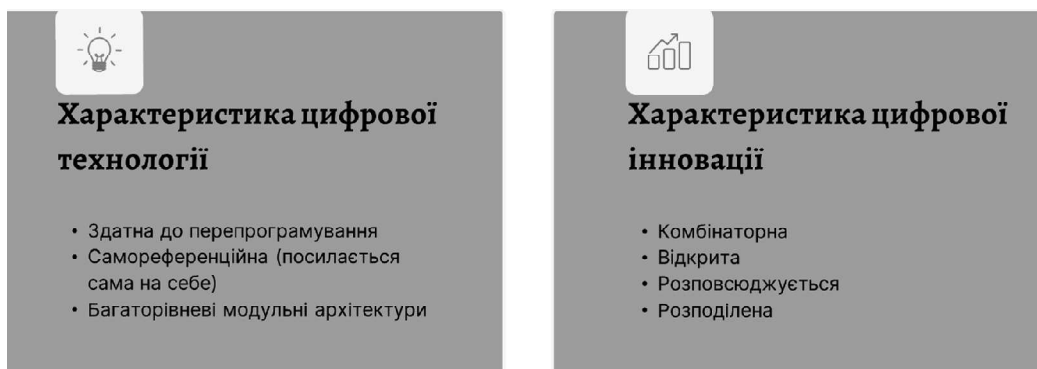 Характеристика цифрової
технології
• Здатна до перепрограмування
• Самореференційна (посилається
сама на себе)
• Багаторівневі модульні архітектури
Характеристика цифрової
інновації
• Комбінаторна
• Відкрита
• Розповсюджується
• Розподілена